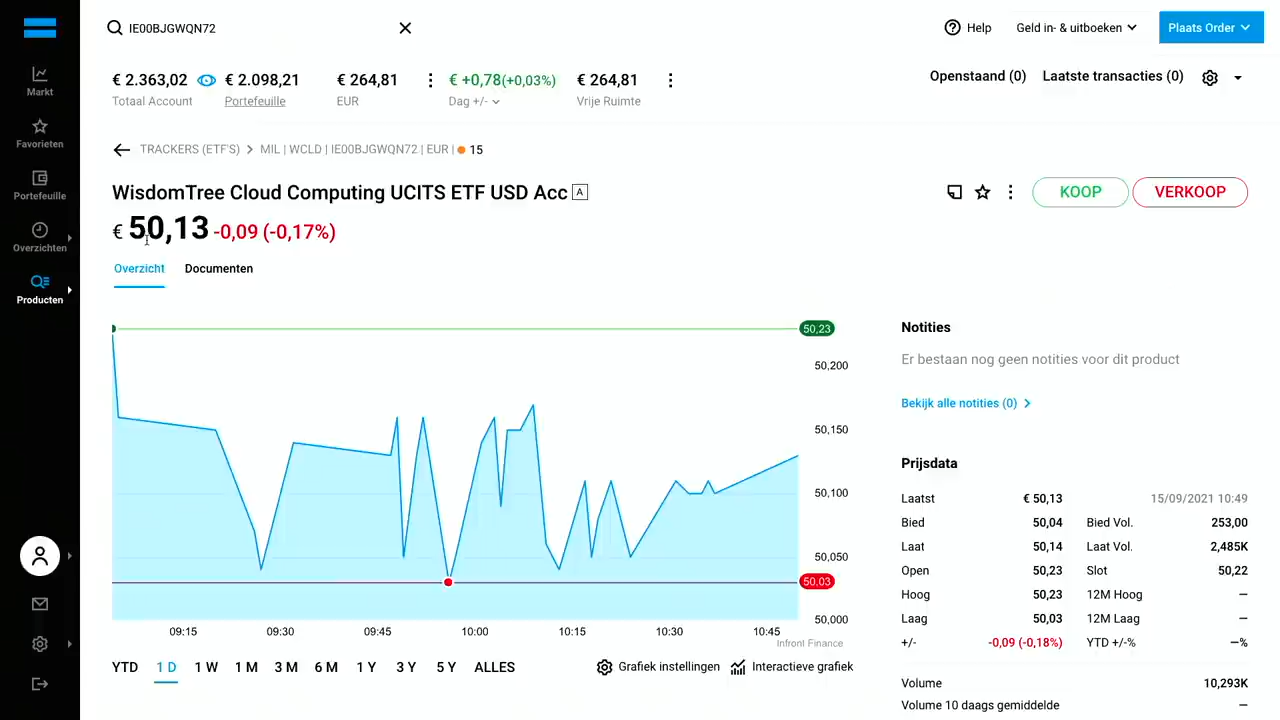 IE00BJGWQN72
Help
Geld in- & uitboeken
Plaats Order
€ 2.363,02
€ 2.098,21
€ 264,81
€ +0,78(+0,03%)
€ 264,81
Openstaand (0)
Laatste transacties (0)
Totaal Account
Portefeuille
EUR
Dag +/-
Vrije Ruimte
Markt
Favorieten
Portefeuille
Overzichten
Producten
TRACKERS (ETF'S) > MIL | WCLD | IE00BJGWQN72 | EUR | 15
WisdomTree Cloud Computing UCITS ETF USD Acc A
KOOP
VERKOOP
€ 50,13 -0,09 (-0,17%)
Overzicht
Documenten
50,23
50,200
50,150
50,100
50,050
50,03
50,000
09:15
09:30
09:45
10:00
10:15
10:30
10:45
Infront Finance
YTD
1 D
1 W
1 M
3 M
6 M
1 Y
3 Y
5 Y
ALLES
Grafiek instellingen
Interactieve grafiek
Notities
Er bestaan nog geen notities voor dit product
Bekijk alle notities (0)
Prijsdata
Laatst € 50,13 15/09/2021 10:49
Bied 50,04 Bied Vol. 253,00
Laat 50,14 Laat Vol. 2,485K
Open 50,23 Slot 50,22
Hoog 50,23 12M Hoog —
Laag 50,03 12M Laag —
+/- -0,09 (-0,18%) YTD +/-% —%
Volume 10,293K
Volume 10 daags gemiddelde —